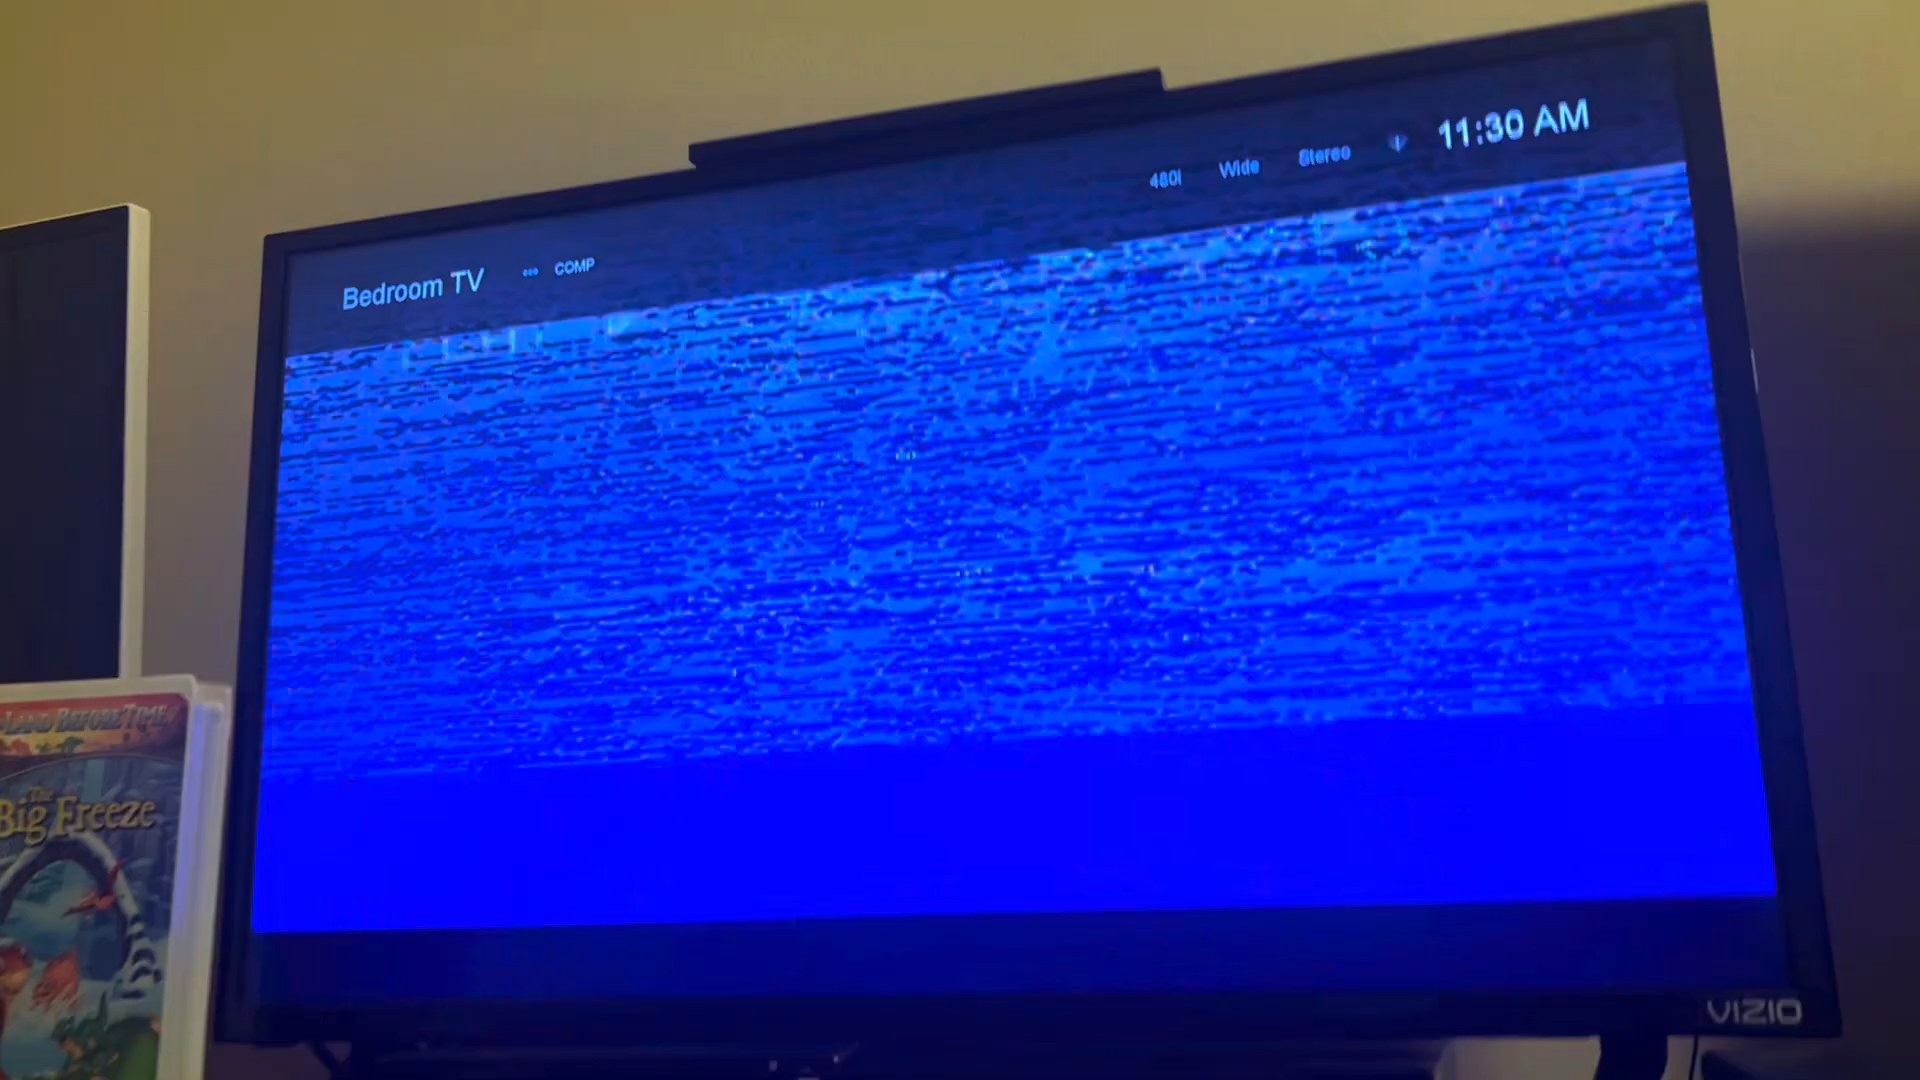 11:30 AM
480i Wide Stereo
Bedroom TV COMP
LAND BEFORE TIME
The
Big Freeze
VIZIO